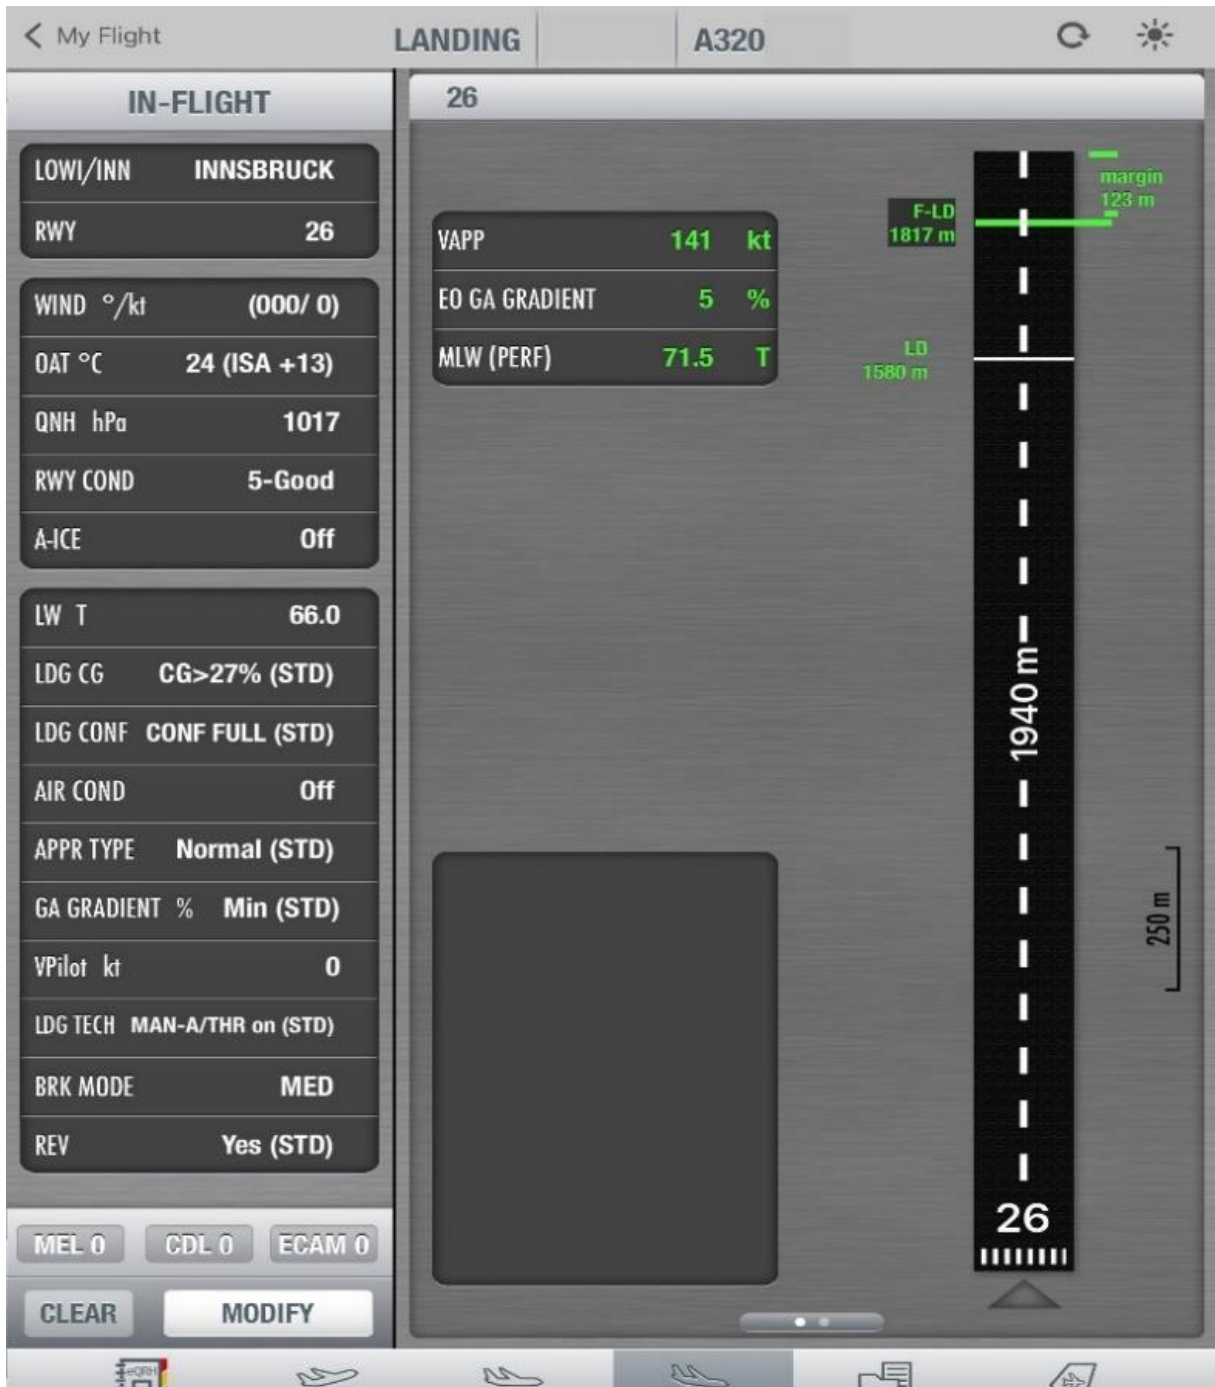 My Flight
LANDING
A320
IN-FLIGHT
LOWI/INN INNSBRUCK
RWY 26
WIND °/kt (000/ 0)
OAT °C 24 (ISA +13)
QNH hPa 1017
RWY COND 5-Good
A-ICE Off
LW T 66.0
LDG CG CG>27% (STD)
LDG CONF CONF FULL (STD)
AIR COND Off
APPR TYPE Normal (STD)
GA GRADIENT % Min (STD)
VPilot kt 0
LDG TECH MAN-A/THR on (STD)
BRK MODE MED
REV Yes (STD)
MEL 0 CDL 0 ECAM 0
CLEAR MODIFY
26
VAPP 141 kt
EO GA GRADIENT 5 %
MLW (PERF) 71.5 T
margin
123 m
F-LD
1817 m
LD
1580 m
1940 m
250 m
26
eQRH